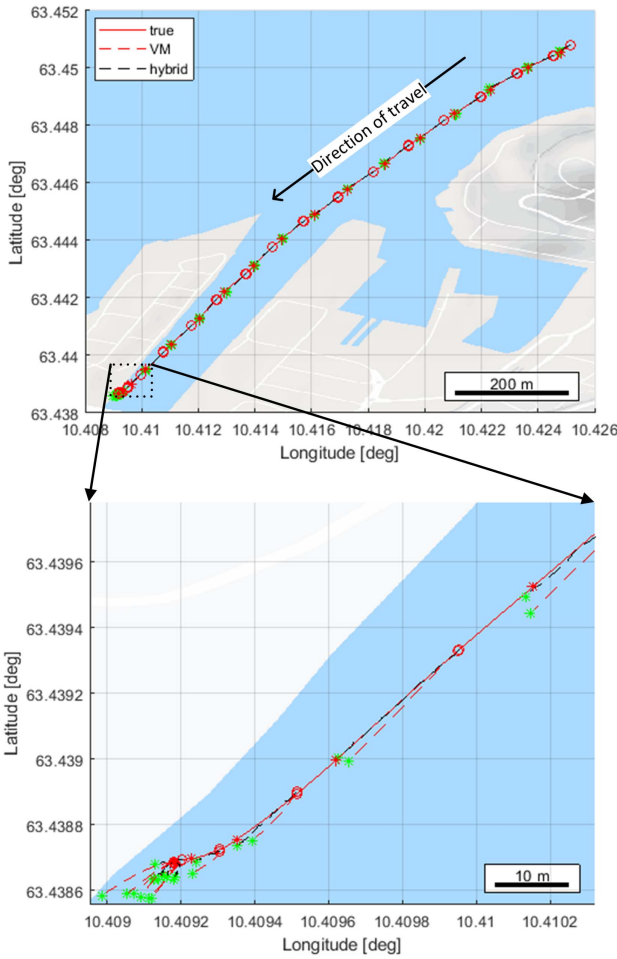 63.452
63.45
63.448
63.446
63.444
63.442
63.44
63.438
Latitude [deg]
true
VM
hybrid
Direction of travel
200 m
10.408 10.41 10.412 10.414 10.416 10.418 10.42 10.422 10.424 10.426
Longitude [deg]
63.4396
63.4394
63.4392
63.439
63.4388
63.4386
Latitude [deg]
10 m
10.409 10.4092 10.4094 10.4096 10.4098 10.41 10.4102
Longitude [deg]